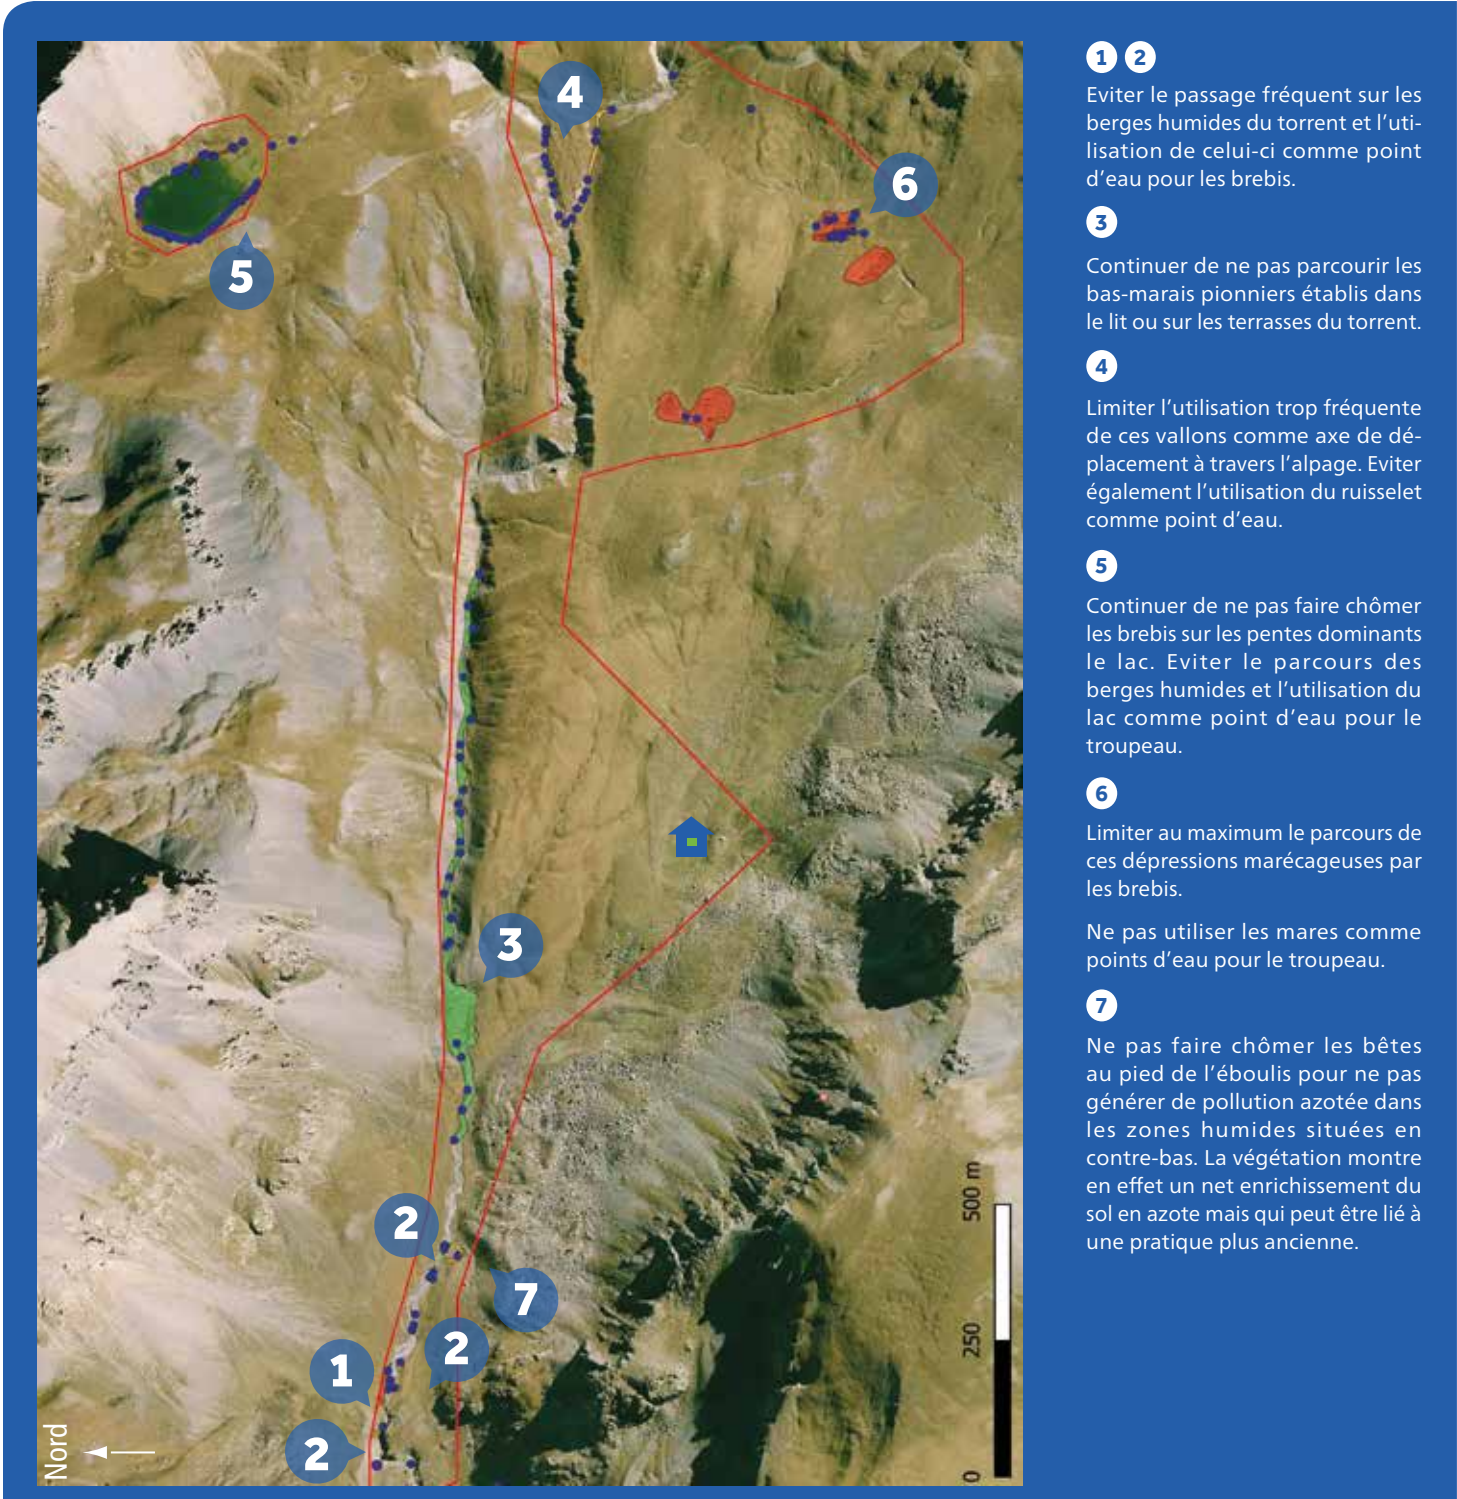 4
6
5
3
2
7
2
1
2
Nord
0
250
500 m
1 2
Eviter le passage fréquent sur les
berges humides du torrent et l’uti-
lisation de celui-ci comme point
d’eau pour les brebis.
3
Continuer de ne pas parcourir les
bas-marais pionniers établis dans
le lit ou sur les terrasses du torrent.
4
Limiter l’utilisation trop fréquente
de ces vallons comme axe de dé-
placement à travers l’alpage. Eviter
également l’utilisation du ruisselet
comme point d’eau.
5
Continuer de ne pas faire chômer
les brebis sur les pentes dominants
le lac. Eviter le parcours des
berges humides et l’utilisation du
lac comme point d’eau pour le
troupeau.
6
Limiter au maximum le parcours de
ces dépressions marécageuses par
les brebis.
Ne pas utiliser les mares comme
points d’eau pour le troupeau.
7
Ne pas faire chômer les bêtes
au pied de l’éboulis pour ne pas
générer de pollution azotée dans
les zones humides situées en
contre-bas. La végétation montre
en effet un net enrichissement du
sol en azote mais qui peut être lié à
une pratique plus ancienne.